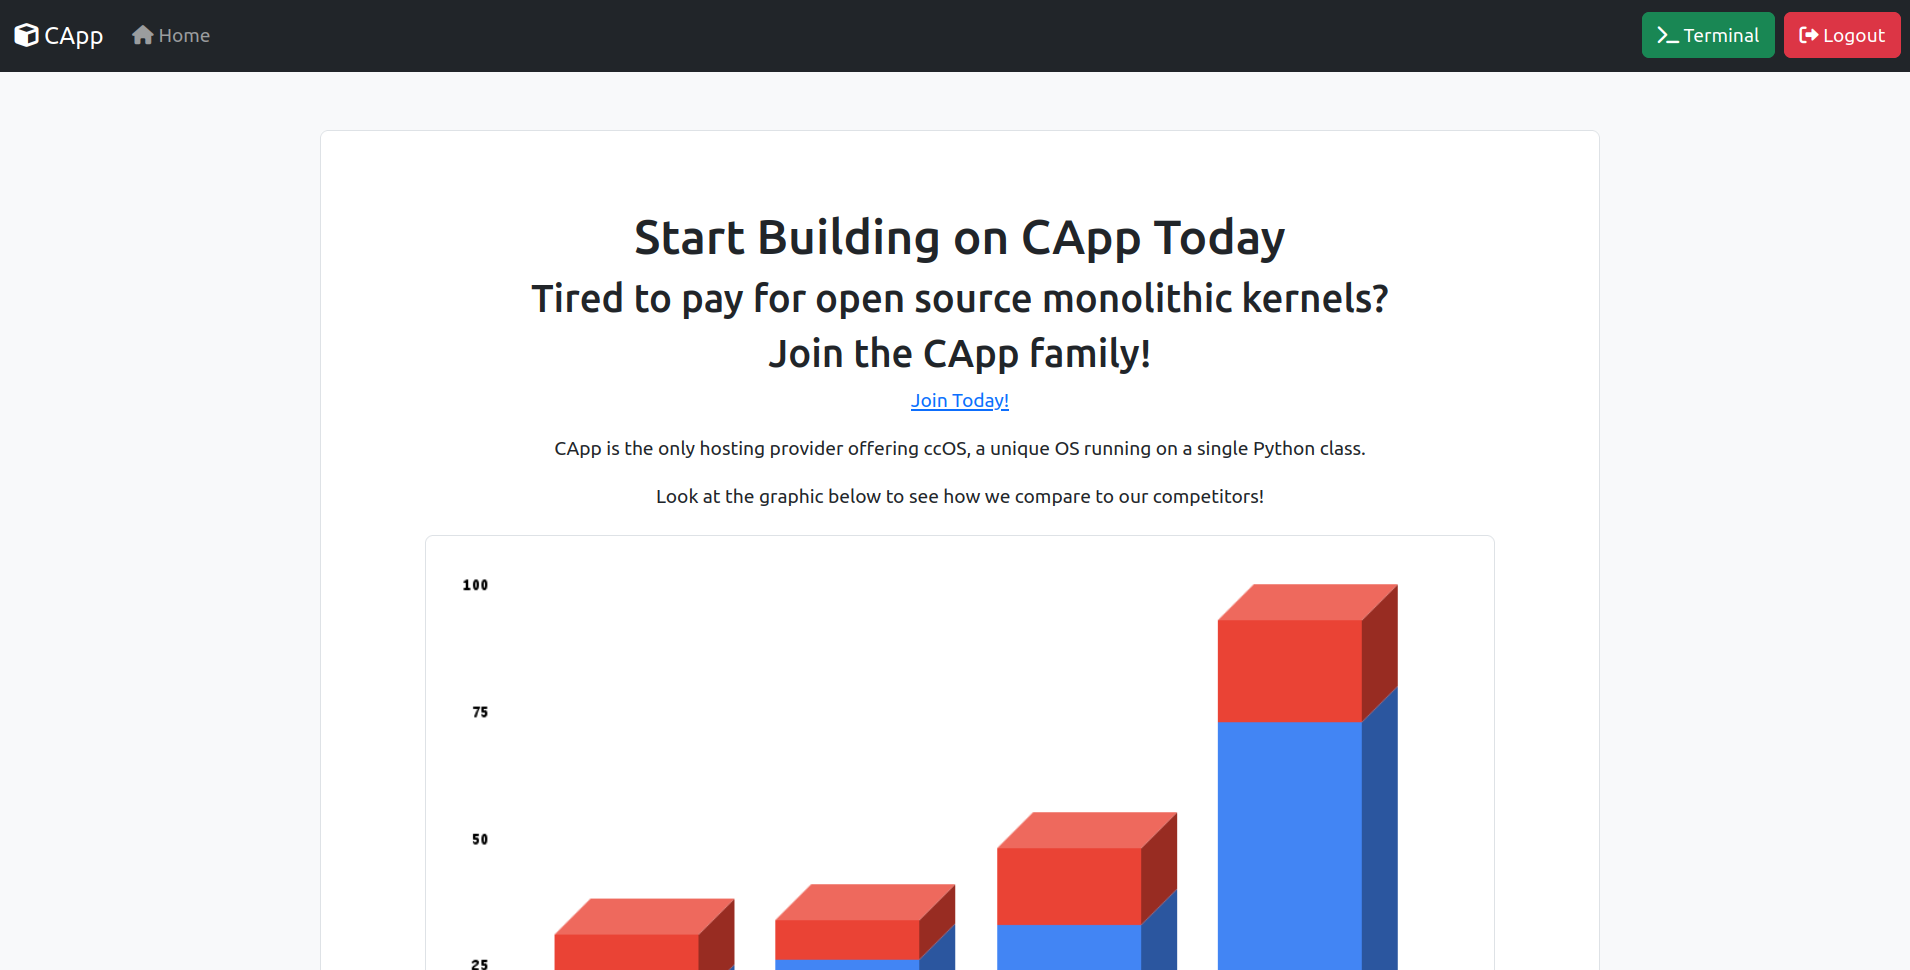 CApp
Home
Terminal
Logout
Start Building on CApp Today
Tired to pay for open source monolithic kernels?
Join the CApp family!
Join Today!
CApp is the only hosting provider offering ccOS, a unique OS running on a single Python class.
Look at the graphic below to see how we compare to our competitors!
100
75
50
25